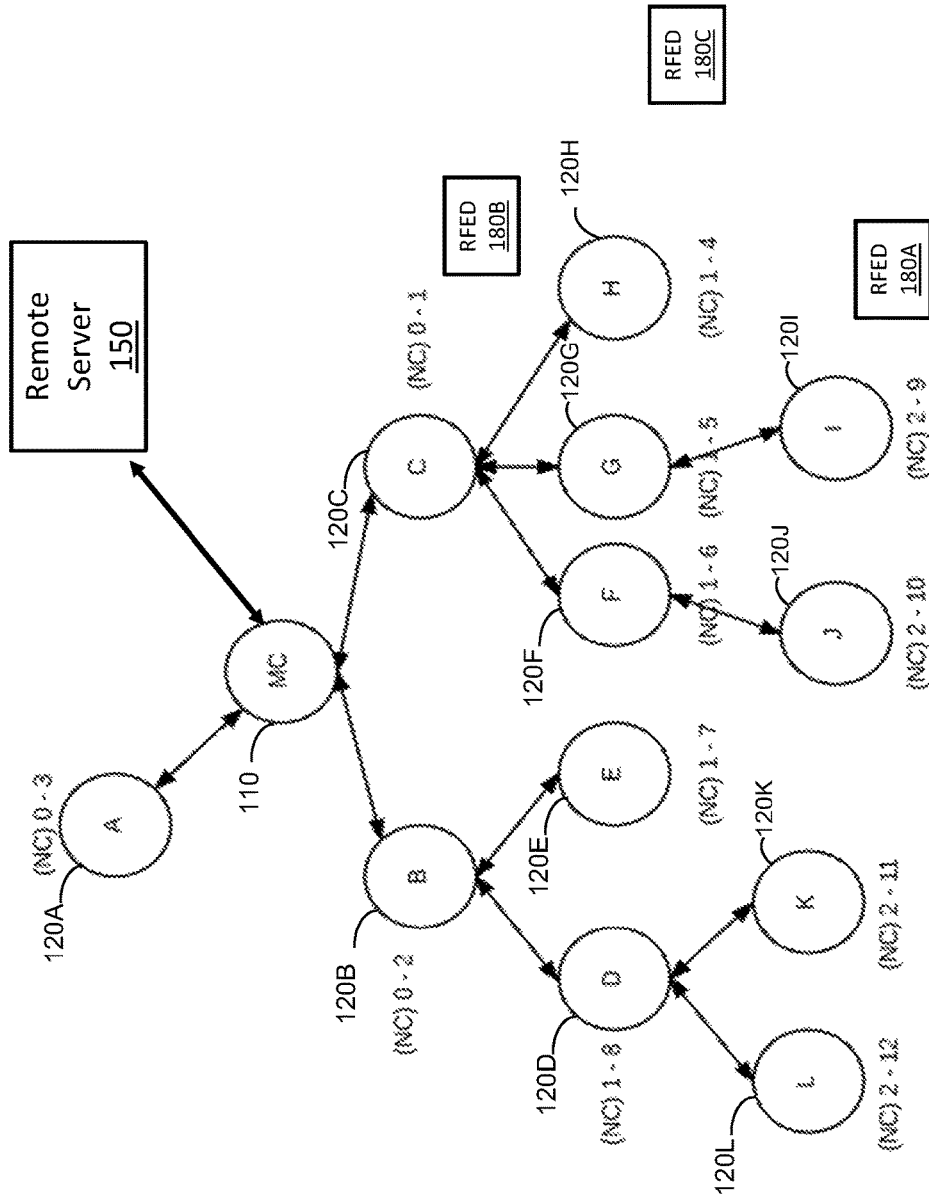 Remote
Server
150
(NC) 0 - 3
120A
A
110
MC
120B
B
(NC) 0 - 2
120C
C
(NC) 0 - 1
RFED
180B
120D
D
(NC) 1 - 8
120E
E
(NC) 1 - 7
120F
F
(NC) 1 - 6
120G
G
(NC) 1 - 5
120H
H
(NC) 1 - 4
RFED
180C
120L
L
(NC) 2 - 12
120K
K
(NC) 2 - 11
120J
J
(NC) 2 - 10
120I
I
(NC) 2 - 9
RFED
180A